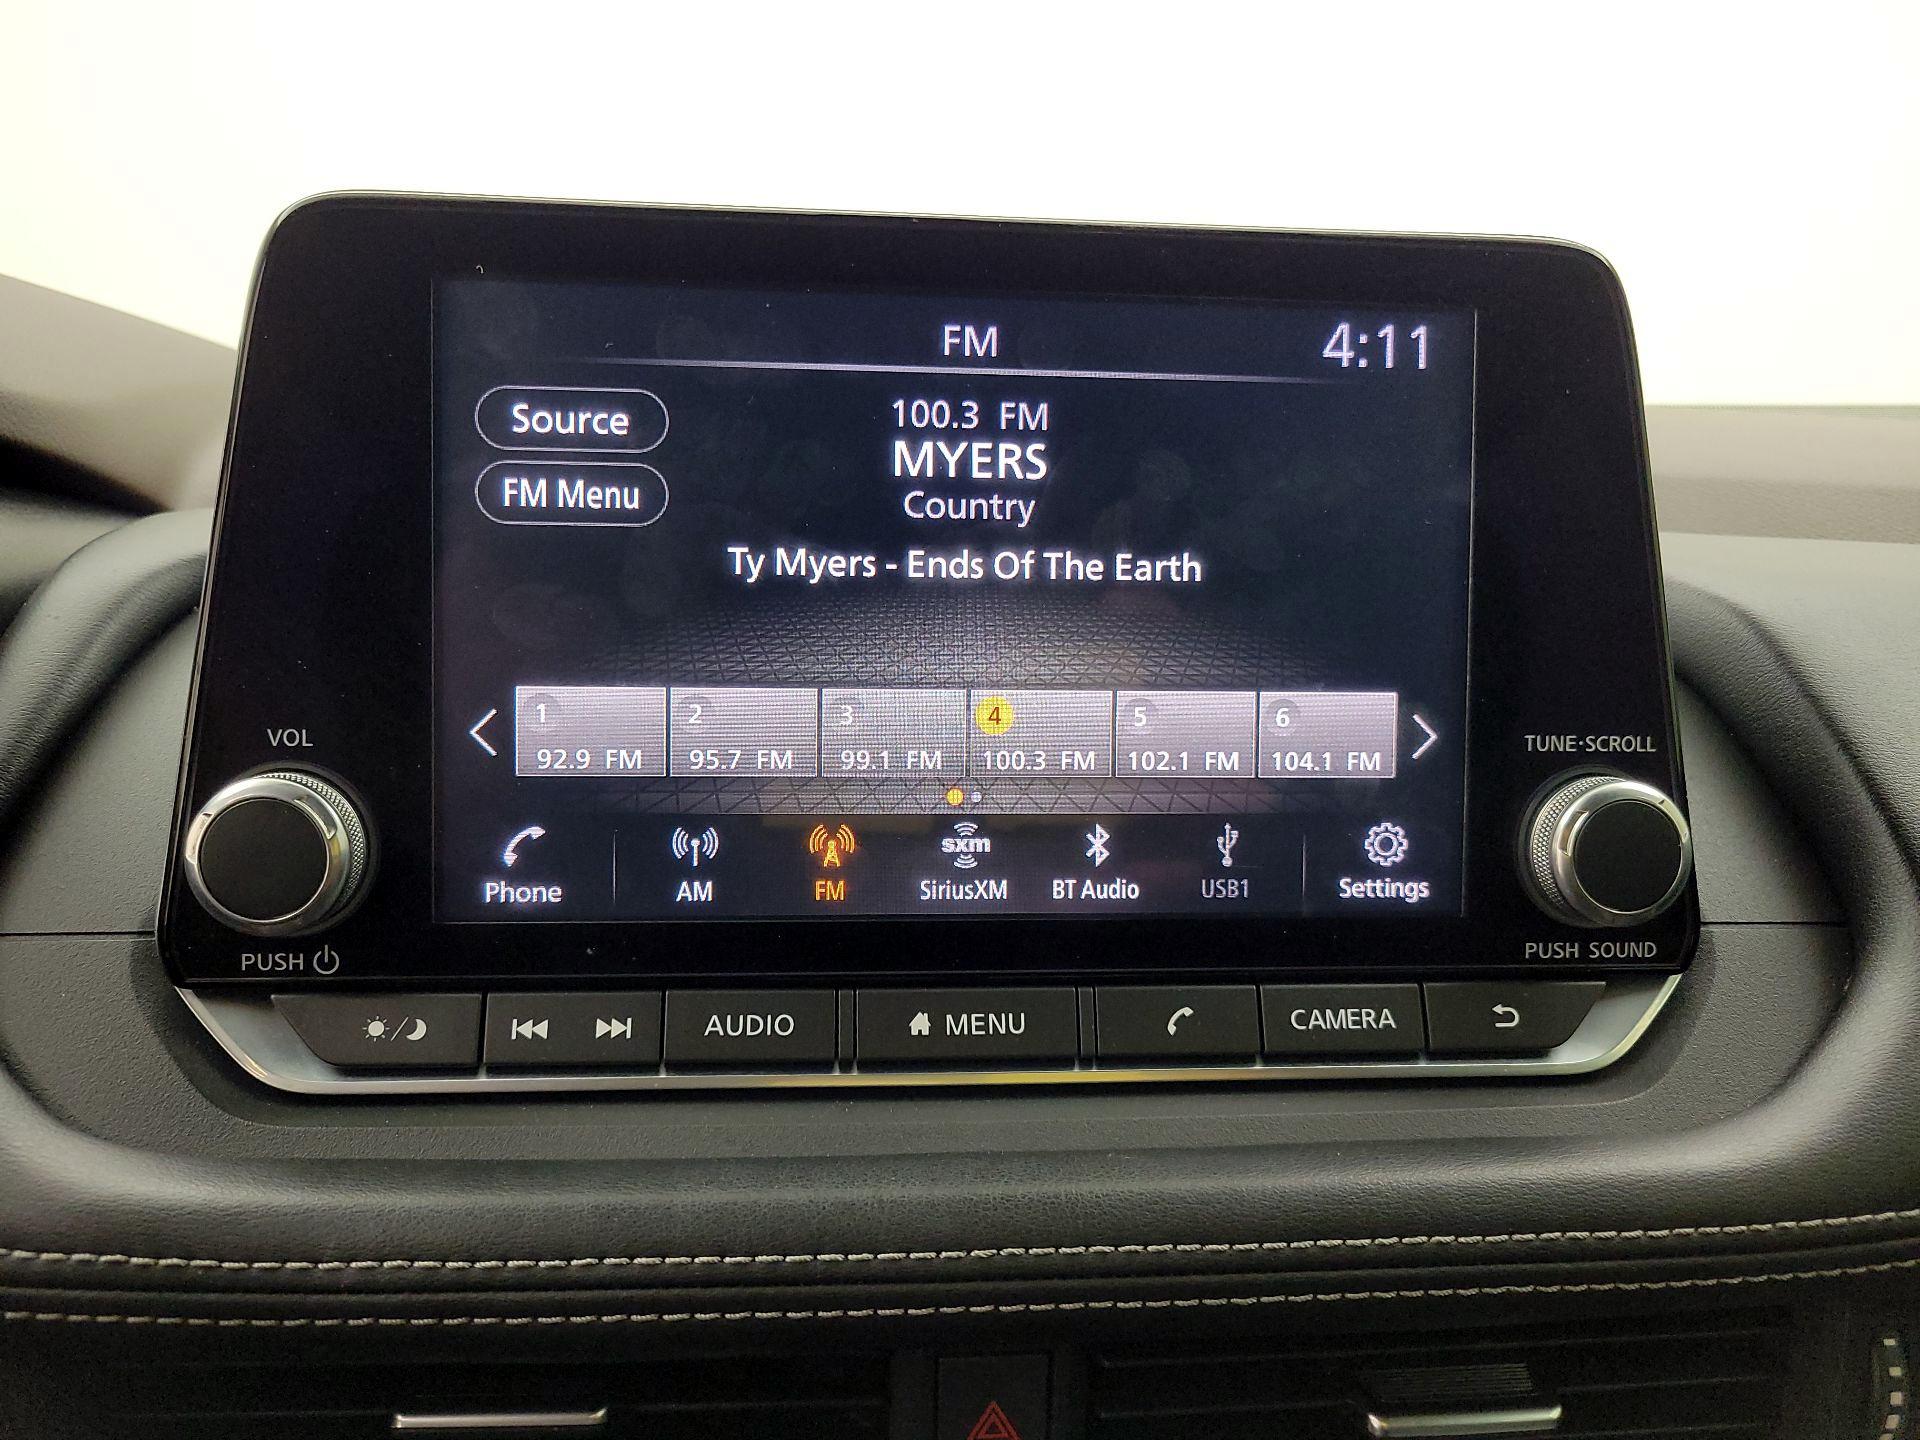 FM
4:11
Source
100.3 FM
MYERS
FM Menu
Country
Ty Myers - Ends Of The Earth
1
2
3
4
5
6
92.9 FM
95.7 FM
99.1 FM
100.3 FM
102.1 FM
104.1 FM
VOL
TUNE·SCROLL
sxm
Phone
AM
FM
SiriusXM
BT Audio
USB1
Settings
PUSH
PUSH SOUND
AUDIO
MENU
CAMERA